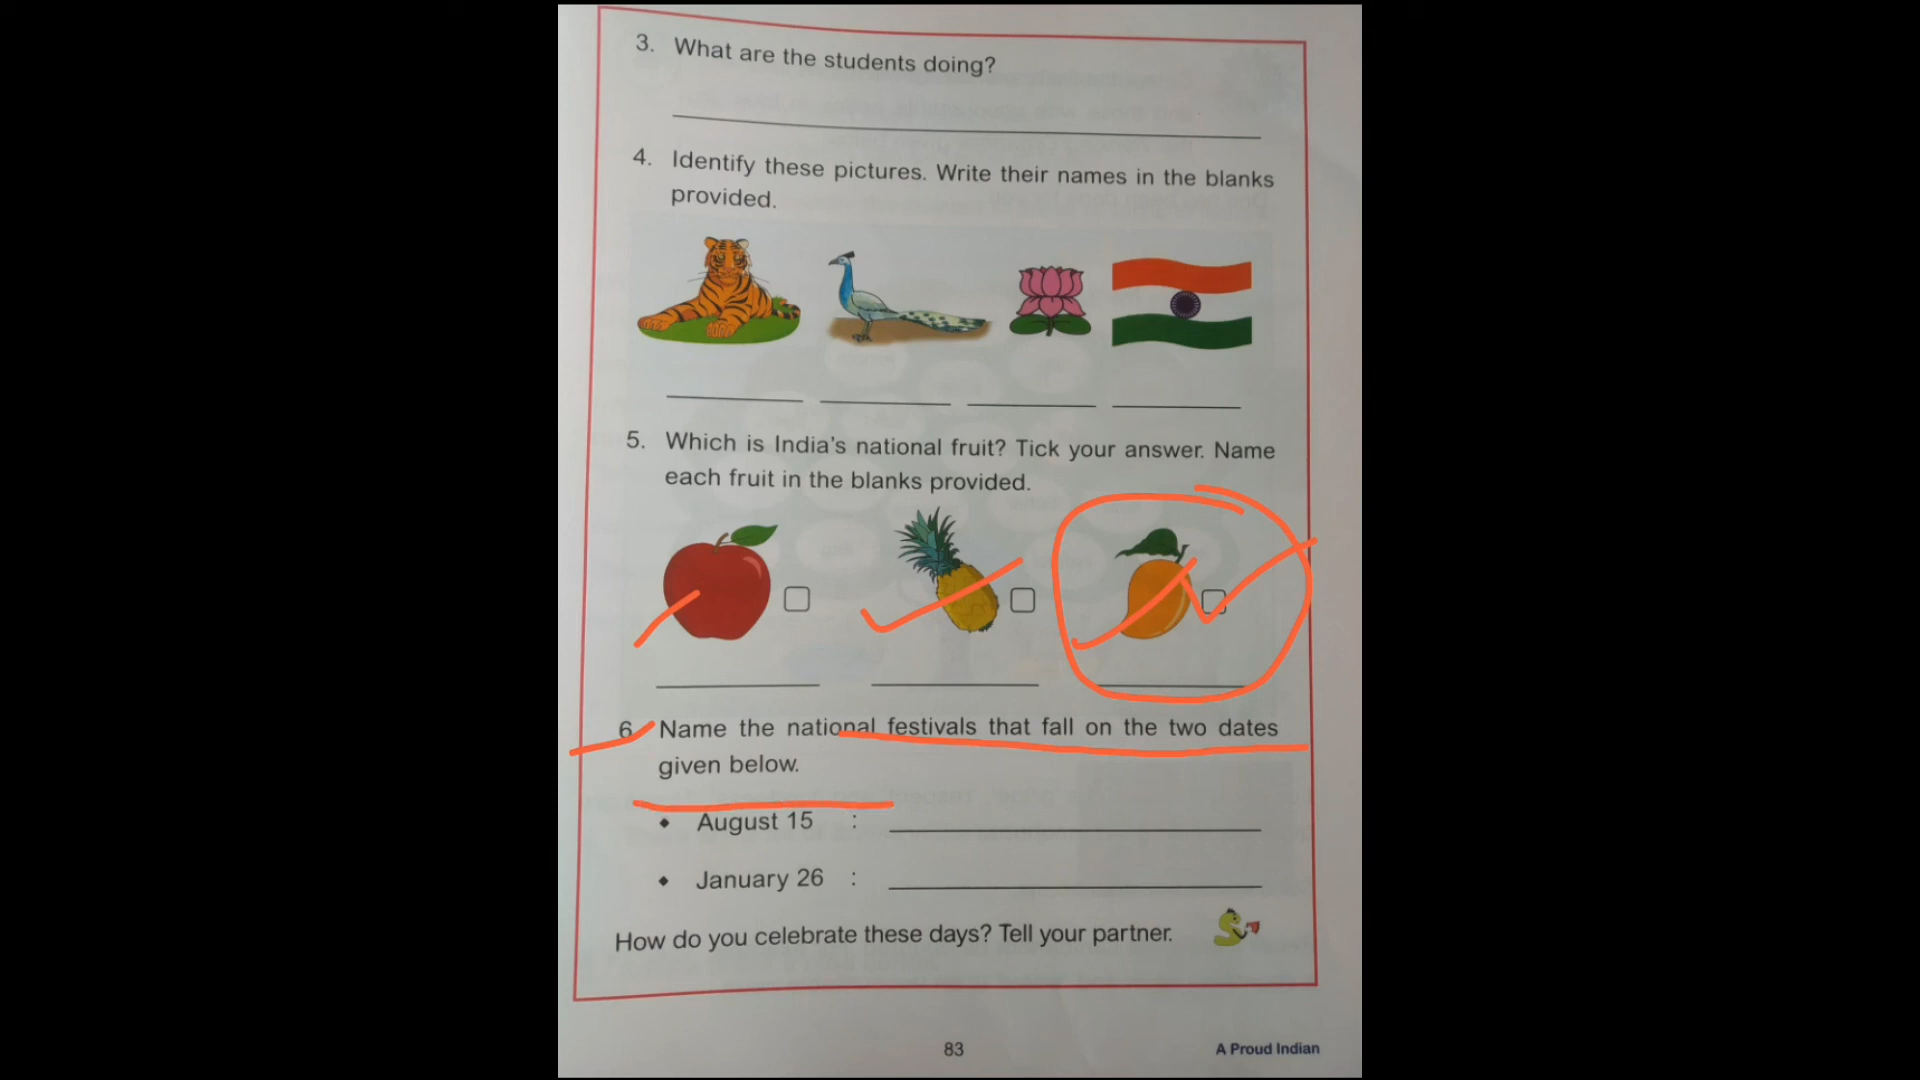 3. What are the students doing?
4. Identify these pictures. Write their names in the blanks
provided.
5. Which is India's national fruit? Tick your answer. Name
each fruit in the blanks provided.
6. Name the national festivals that fall on the two dates
given below.
• August 15 :
• January 26 :
How do you celebrate these days? Tell your partner.
83 A Proud Indian